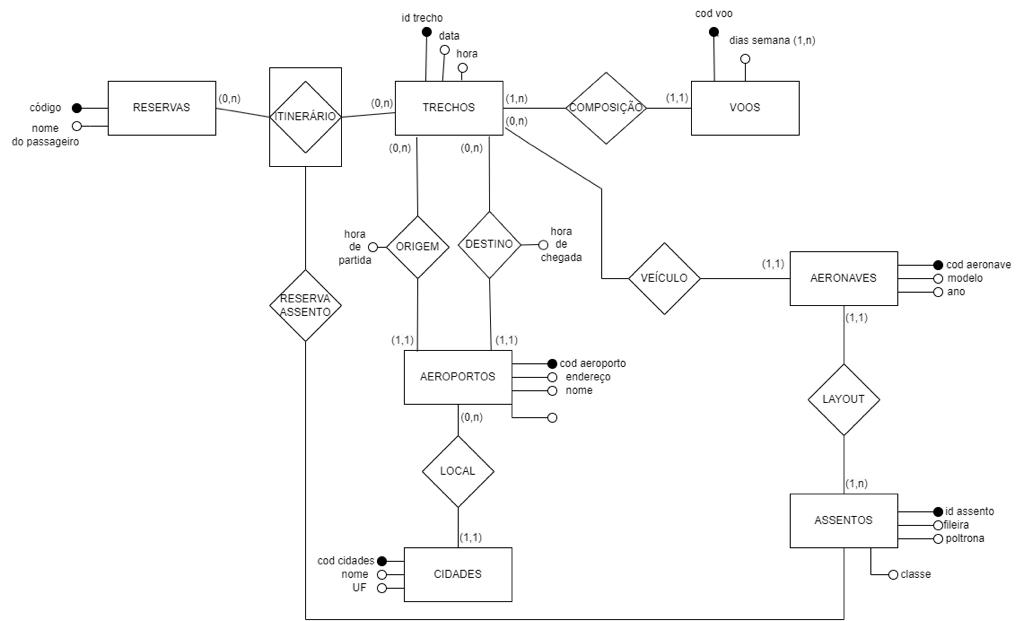 cod voo
id trecho
data
dias semana (1,n)
hora
(0,n)
(0,n)
(1,n)
(1,1)
código
RESERVAS
ITINERÁRIO
TRECHOS
COMPOSIÇÃO
VOOS
nome
do passageiro
(0,n)
(0,n)
(0,n)
hora
de
partida
ORIGEM
DESTINO
hora
de
chegada
(1,1)
VEÍCULO
AERONAVES
cod aeronave
modelo
ano
RESERVA
ASSENTO
(1,1)
(1,1)
(1,1)
AEROPORTOS
cod aeroporto
endereço
nome
LAYOUT
(0,n)
LOCAL
(1,n)
(1,1)
ASSENTOS
id assento
fileira
poltrona
cod cidades
nome
UF
CIDADES
classe